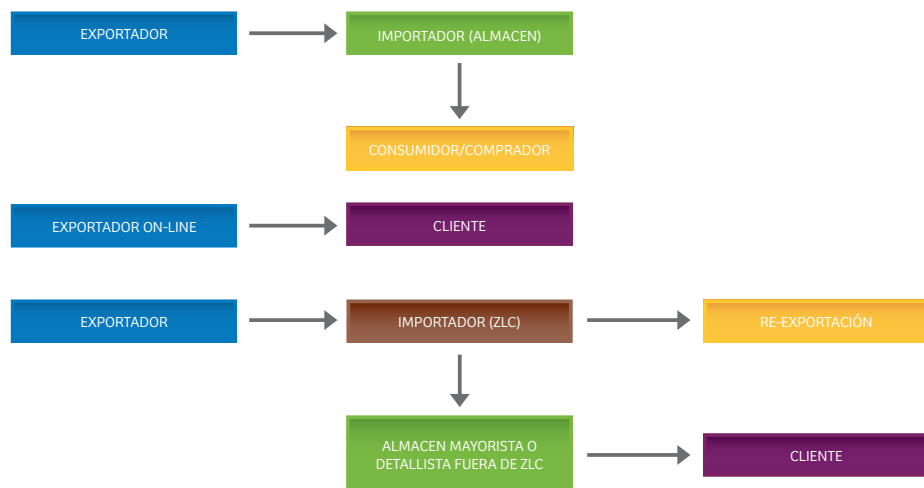 EXPORTADOR
IMPORTADOR (ALMACEN)
CONSUMIDOR/COMPRADOR
EXPORTADOR ON-LINE
CLIENTE
EXPORTADOR
IMPORTADOR (ZLC)
RE-EXPORTACIÓN
ALMACEN MAYORISTA O
DETALLISTA FUERA DE ZLC
CLIENTE